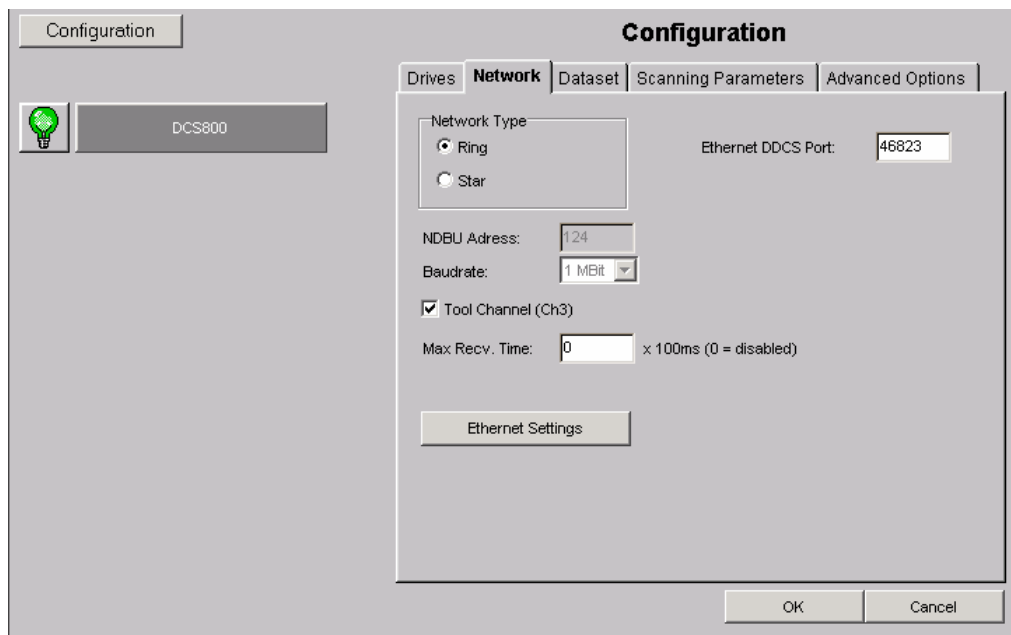 Configuration
Configuration
Drives Network Dataset Scanning Parameters Advanced Options
DCS800
Network Type
Ring
Ethernet DDCS Port: 46823
Star
NDBU Adress: 124
Baudrate: 1 MBit
Tool Channel (Ch3)
Max Recv. Time: 0 x 100ms (0 = disabled)
Ethernet Settings
OK Cancel